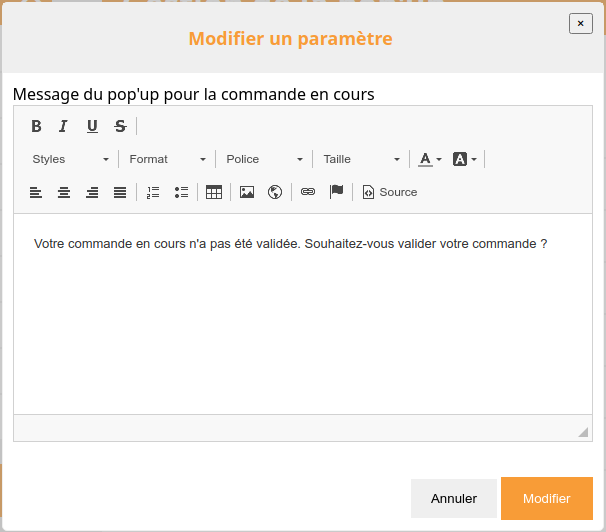 ×
Modifier un paramètre
Message du pop'up pour la commande en cours
B I U S
Styles Format Police Taille A A
Source
Votre commande en cours n'a pas été validée. Souhaitez-vous valider votre commande ?
Annuler Modifier